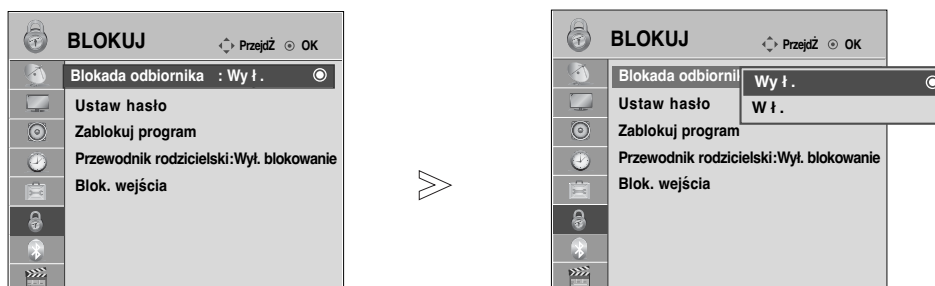 BLOKUJ
PrzejdŹ OK
Blokada odbiornika : Wy ł .
Ustaw hasło
Zablokuj program
Przewodnik rodzicielski:Wył. blokowanie
Blok. wejścia
BLOKUJ
PrzejdŹ OK
Blokada odbiorni
Wy ł .
W ł .
Ustaw hasło
Zablokuj program
Przewodnik rodzicielski:Wył. blokowanie
Blok. wejścia